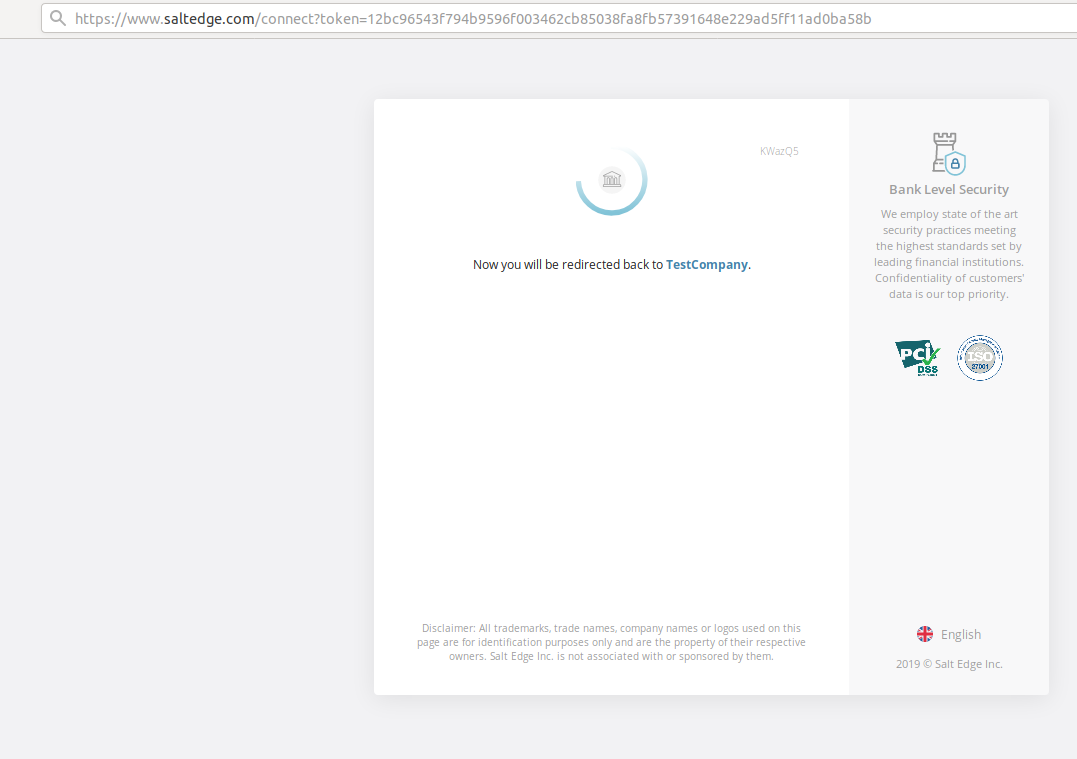 https://www.saltedge.com/connect?token=12bc96543f794b9596f003462cb85038fa8fb57391648e229ad5ff11ad0ba58b
KWazQ5
Now you will be redirected back to TestCompany.
Disclaimer: All trademarks, trade names, company names or logos used on this
page are for identification purposes only and are the property of their respective
owners. Salt Edge Inc. is not associated with or sponsored by them.
Bank Level Security
We employ state of the art
security practices meeting
the highest standards set by
leading financial institutions.
Confidentiality of customers'
data is our top priority.
PCi
DSS
ISO
27001
English
2019 © Salt Edge Inc.